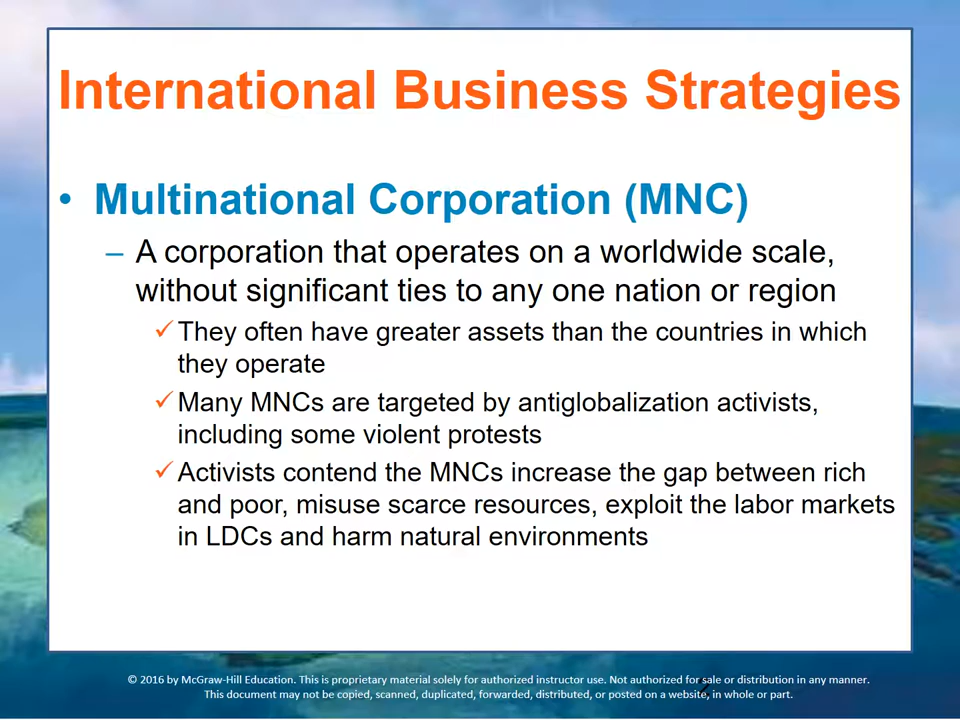 International Business Strategies
• Multinational Corporation (MNC)
– A corporation that operates on a worldwide scale,
without significant ties to any one nation or region
✓They often have greater assets than the countries in which
they operate
✓Many MNCs are targeted by antiglobalization activists,
including some violent protests
✓Activists contend the MNCs increase the gap between rich
and poor, misuse scarce resources, exploit the labor markets
in LDCs and harm natural environments
© 2016 by McGraw-Hill Education. This is proprietary material solely for authorized instructor use. Not authorized for sale or distribution in any manner.
This document may not be copied, scanned, duplicated, forwarded, distributed, or posted on a website, in whole or part.